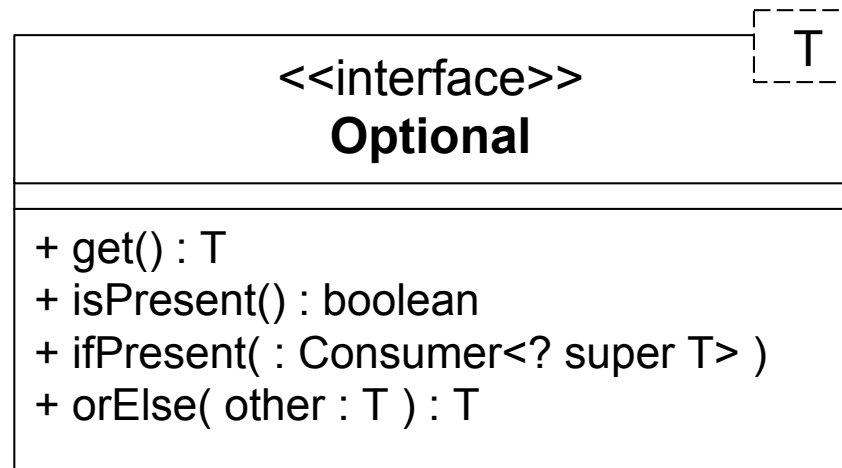 T
<<interface>>
Optional
+ get() : T
+ isPresent() : boolean
+ ifPresent( : Consumer<? super T> )
+ orElse( other : T ) : T